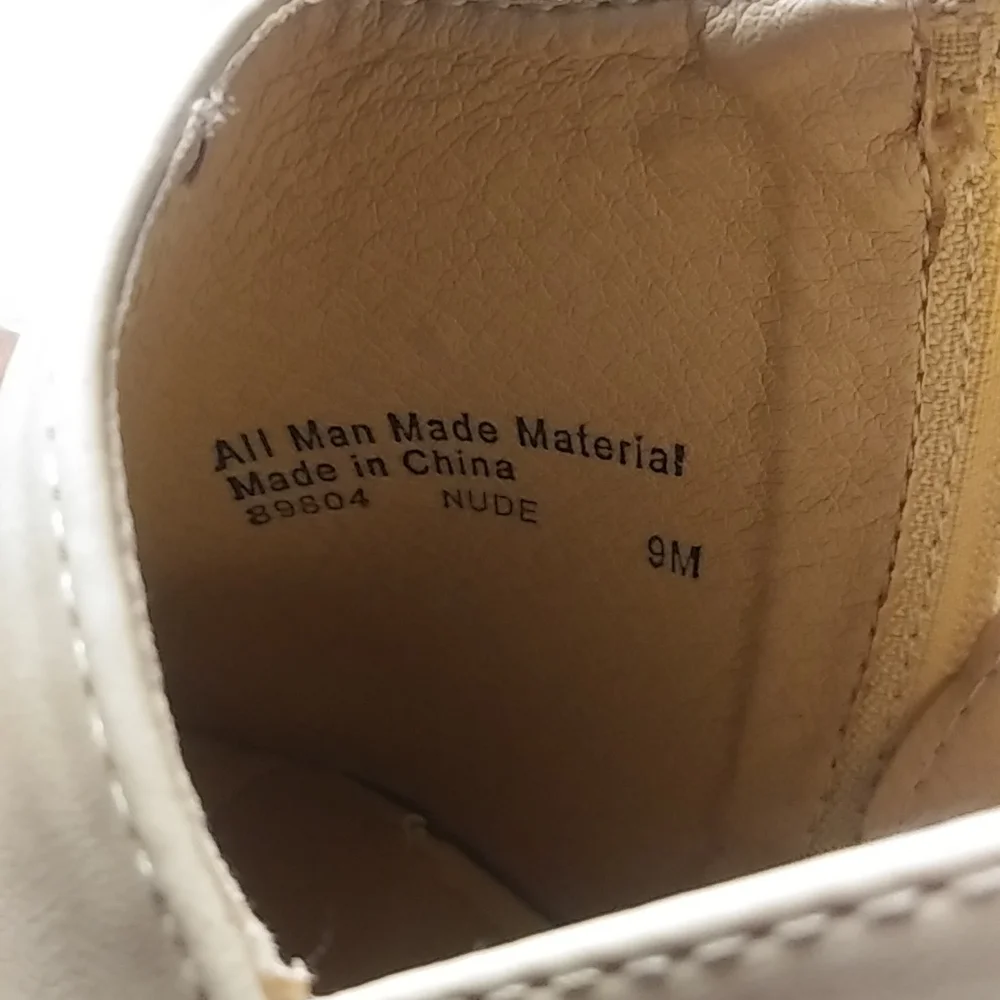 All Man Made Material
Made in China
89804 NUDE
9M